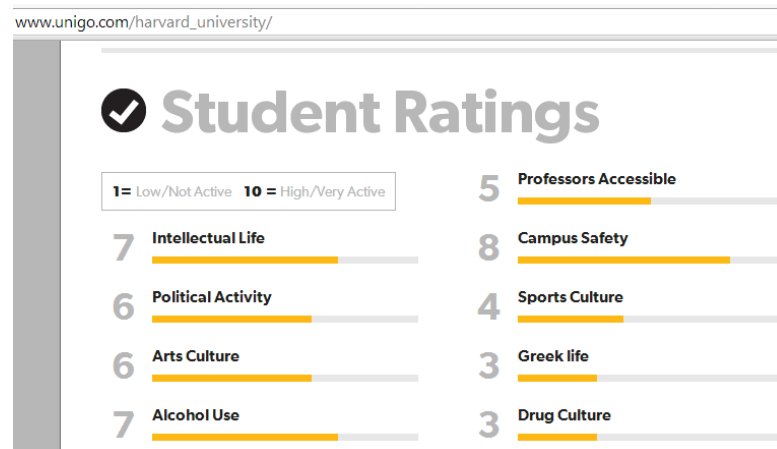 www.unigo.com/harvard_university/
Student Ratings
1= Low/Not Active 10 = High/Very Active
7 Intellectual Life
6 Political Activity
6 Arts Culture
7 Alcohol Use
5 Professors Accessible
8 Campus Safety
4 Sports Culture
3 Greek life
3 Drug Culture